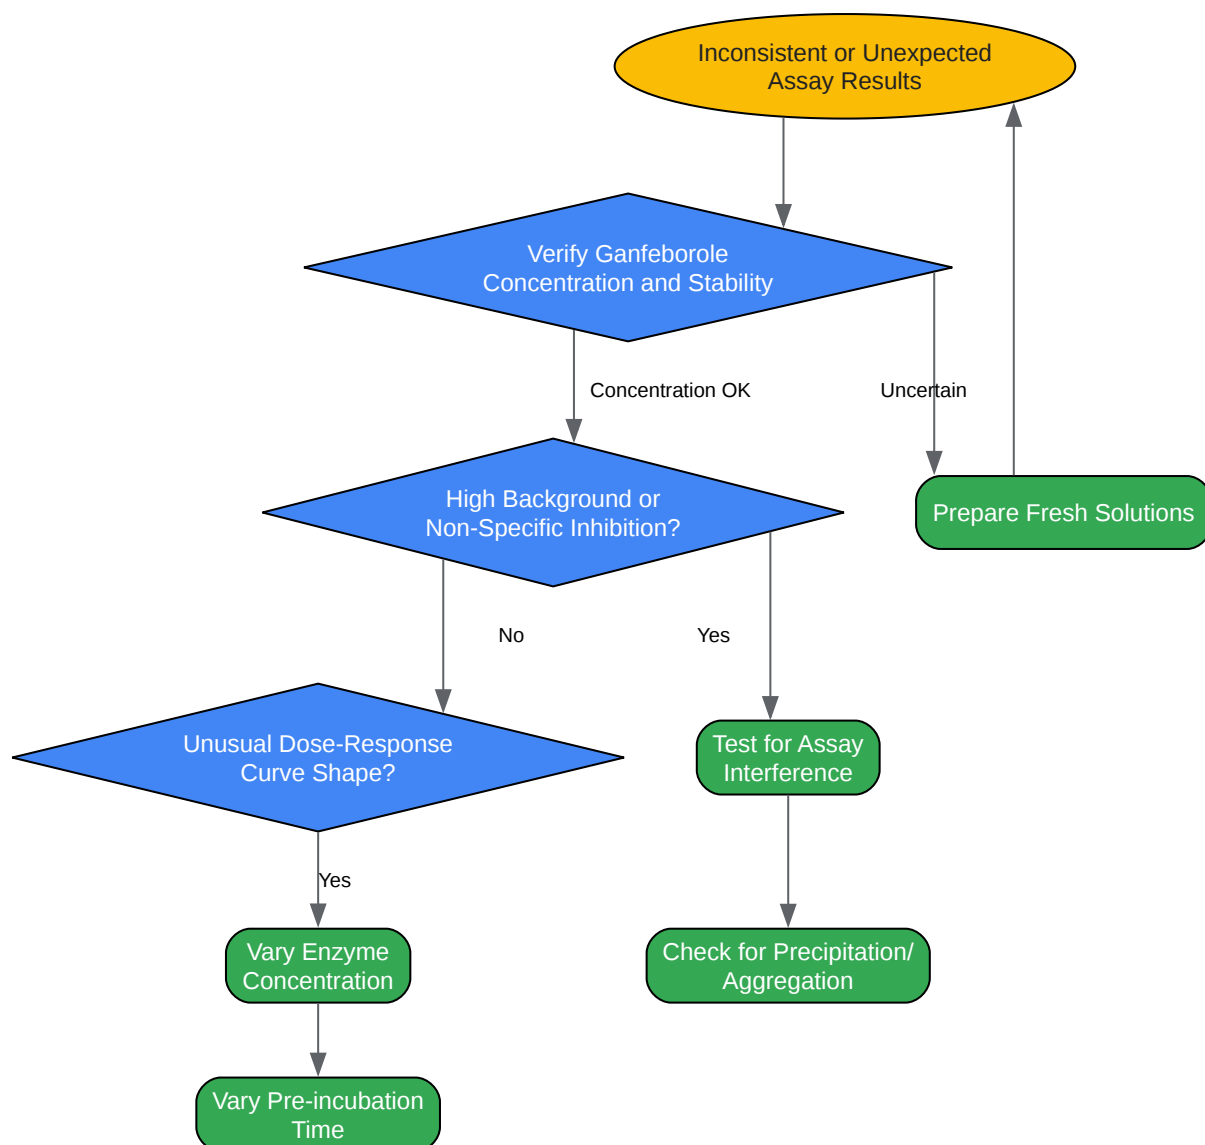 Inconsistent or Unexpected
Assay Results
Verify Ganfeborole
Concentration and Stability
Concentration OK
Uncertain
High Background or
Non-Specific Inhibition?
Prepare Fresh Solutions
No
Yes
Unusual Dose-Response
Curve Shape?
Test for Assay
Interference
Yes
Vary Enzyme
Concentration
Check for Precipitation/
Aggregation
Vary Pre-incubation
Time